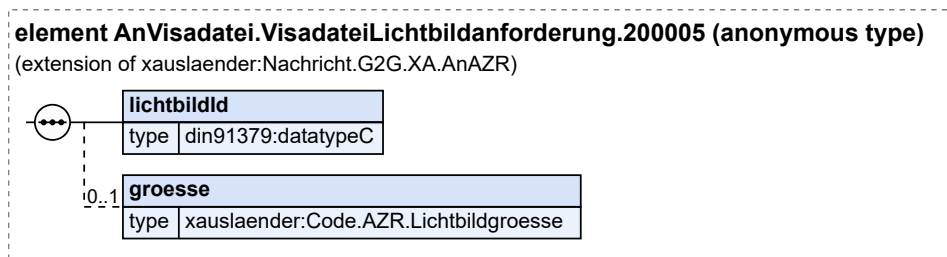 element AnVisadatei.VisadateiLichtbildanforderung.200005 (anonymous type)
(extension of xauslaender:Nachricht.G2G.XA.AnAZR)
lichtbildId
type din91379:datatypeC
0..1
groesse
type xauslaender:Code.AZR.Lichtbildgroesse